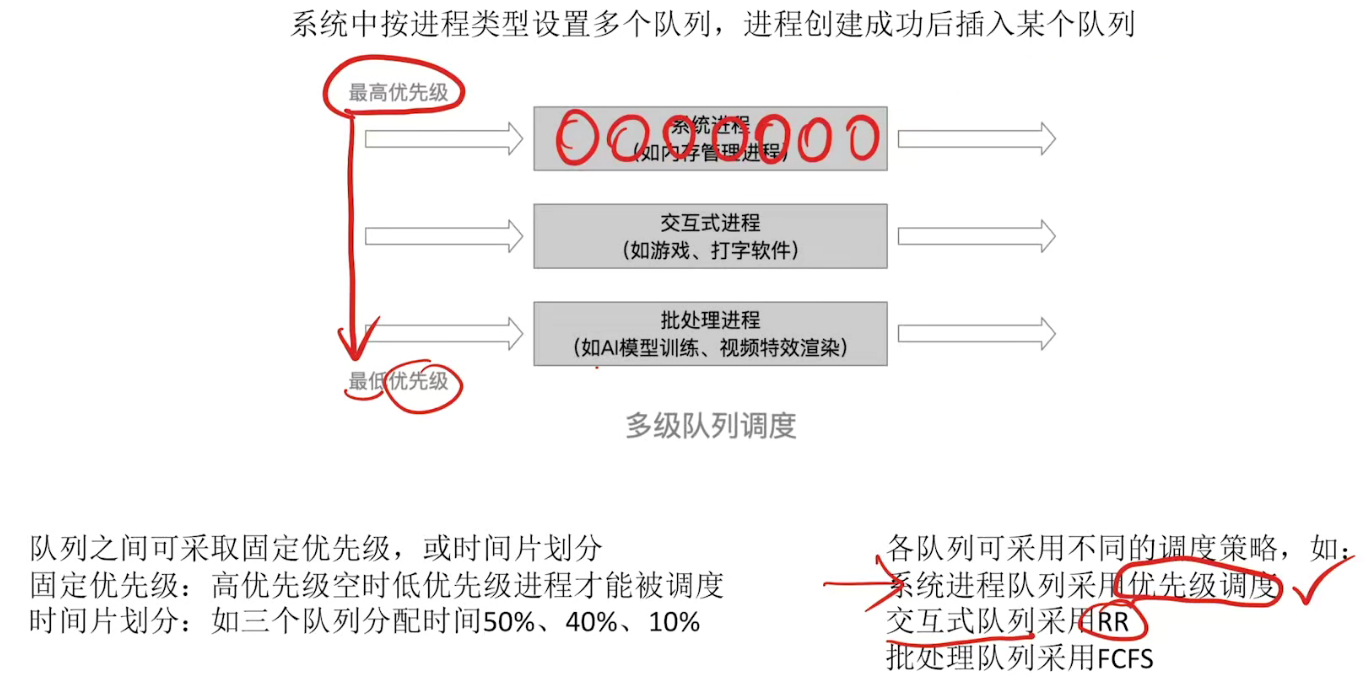 系统中按进程类型设置多个队列，进程创建成功后插入某个队列
最高优先级
系统进程
（如内存管理进程）
交互式进程
（如游戏、打字软件）
批处理进程
（如AI模型训练、视频特效渲染）
最低优先级
多级队列调度
队列之间可采取固定优先级，或时间片划分
固定优先级：高优先级空时低优先级进程才能被调度
时间片划分：如三个队列分配时间50%、40%、10%
各队列可采用不同的调度策略，如：
系统进程队列采用优先级调度
交互式队列采用RR
批处理队列采用FCFS